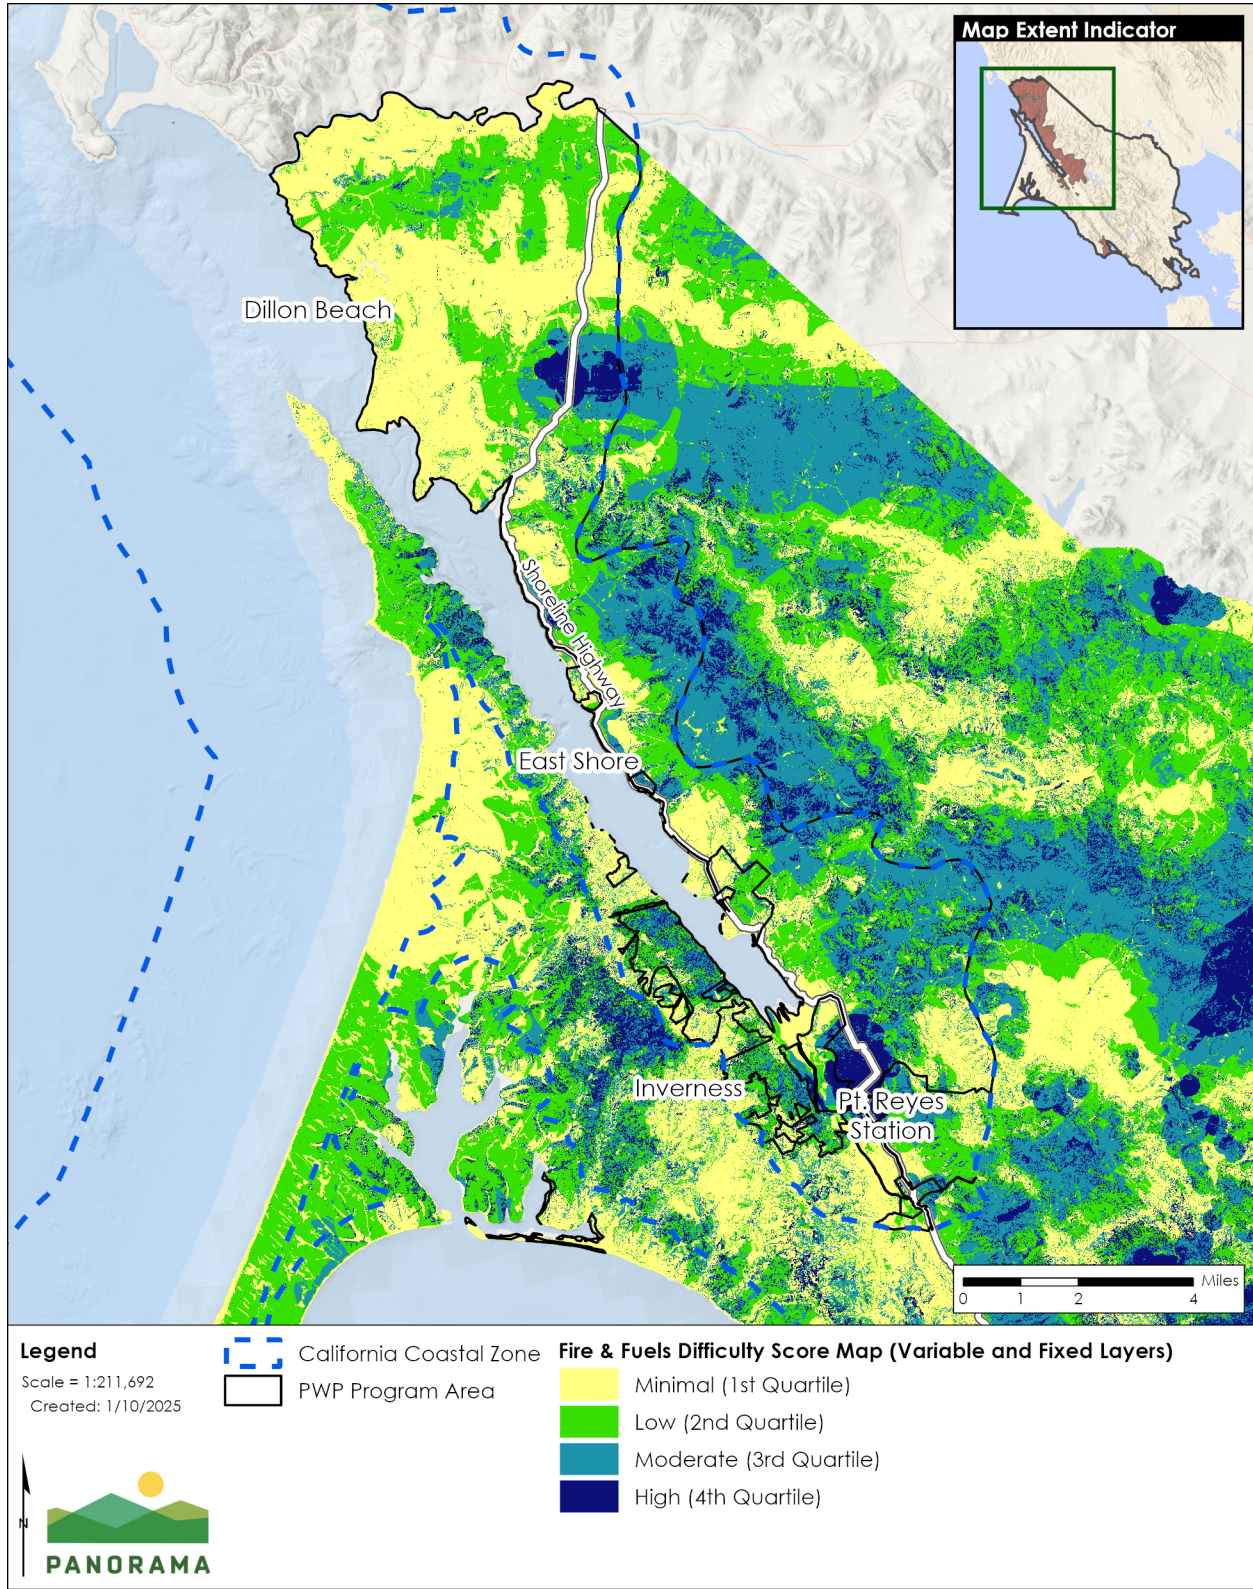 Map Extent Indicator
Dillon Beach
Shoreline Highway
East Shore
Inverness
Pt. Reyes
Station
Miles
0 1 2 4
Legend
Scale = 1:211,692
Created: 1/10/2025
California Coastal Zone
PWP Program Area
Fire & Fuels Difficulty Score Map (Variable and Fixed Layers)
Minimal (1st Quartile)
Low (2nd Quartile)
Moderate (3rd Quartile)
High (4th Quartile)
N
PANORAMA